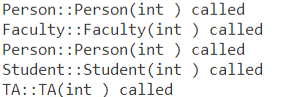 Person::Person(int ) called
Faculty::Faculty(int ) called
Person::Person(int ) called
Student::Student(int ) called
TA::TA(int ) called